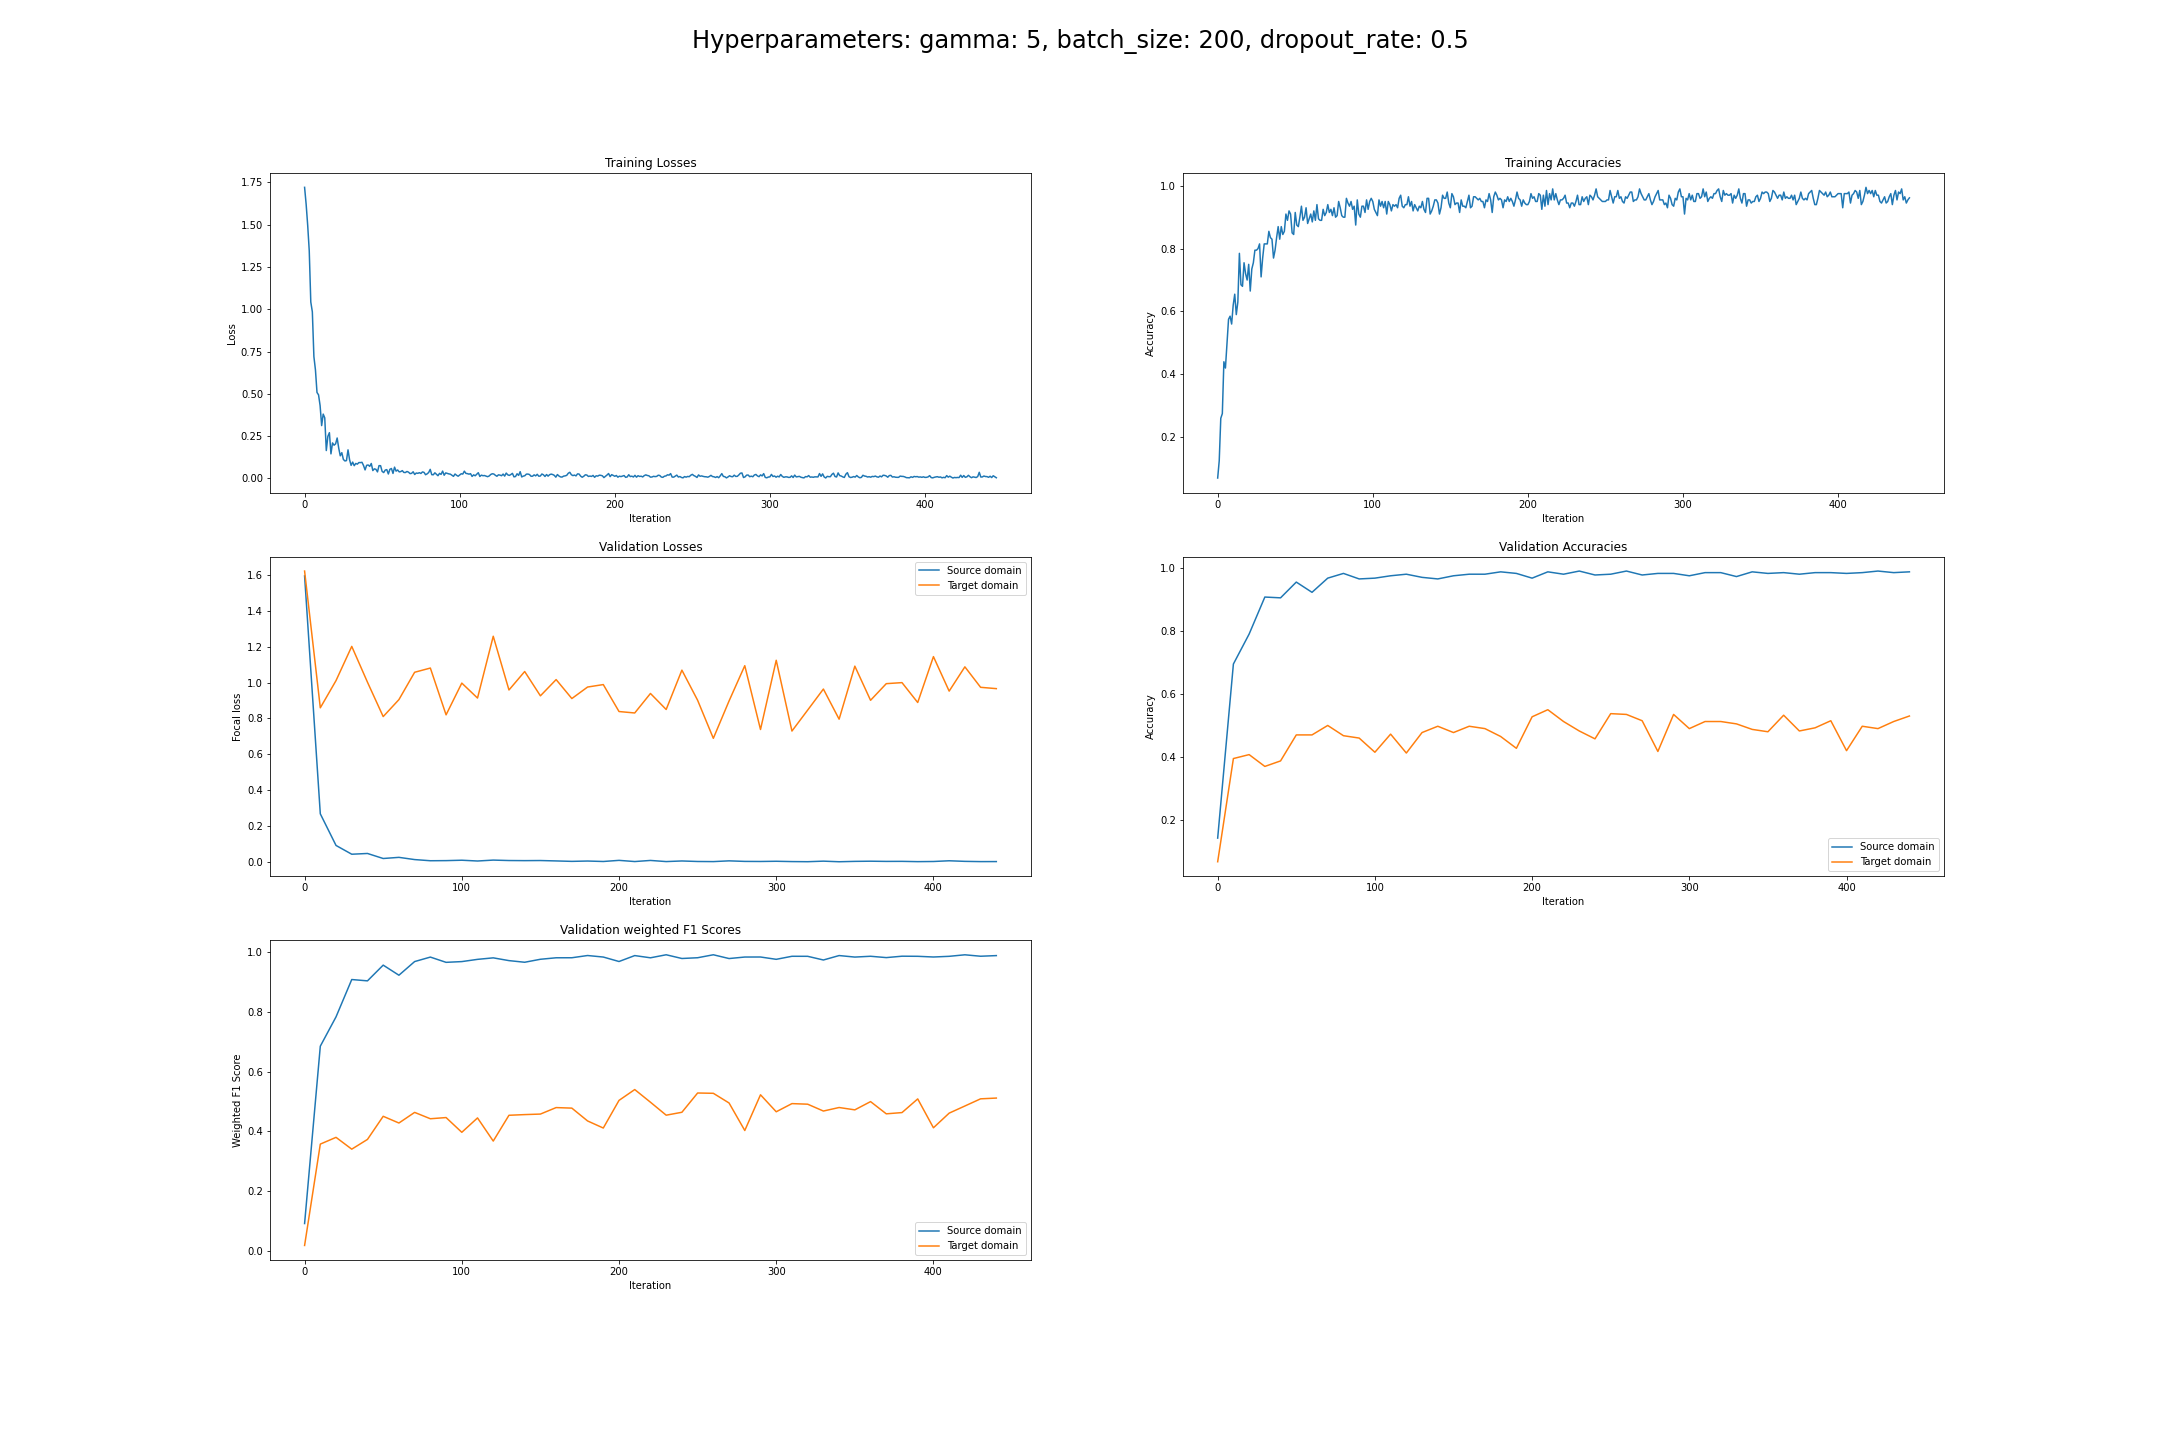 Hyperparameters: gamma: 5, batch_size: 200, dropout_rate: 0.5
Training Losses
1.75
1.50
1.25
1.00
0.75
0.50
0.25
0.00
Loss
0 100 200 300 400
Iteration
Training Accuracies
1.0
0.8
0.6
0.4
0.2
Accuracy
0 100 200 300 400
Iteration
Validation Losses
1.6
1.4
1.2
1.0
0.8
0.6
0.4
0.2
0.0
Focal loss
Source domain
Target domain
0 100 200 300 400
Iteration
Validation Accuracies
1.0
0.8
0.6
0.4
0.2
Accuracy
Source domain
Target domain
0 100 200 300 400
Iteration
Validation weighted F1 Scores
1.0
0.8
0.6
0.4
0.2
0.0
Weighted F1 Score
Source domain
Target domain
0 100 200 300 400
Iteration